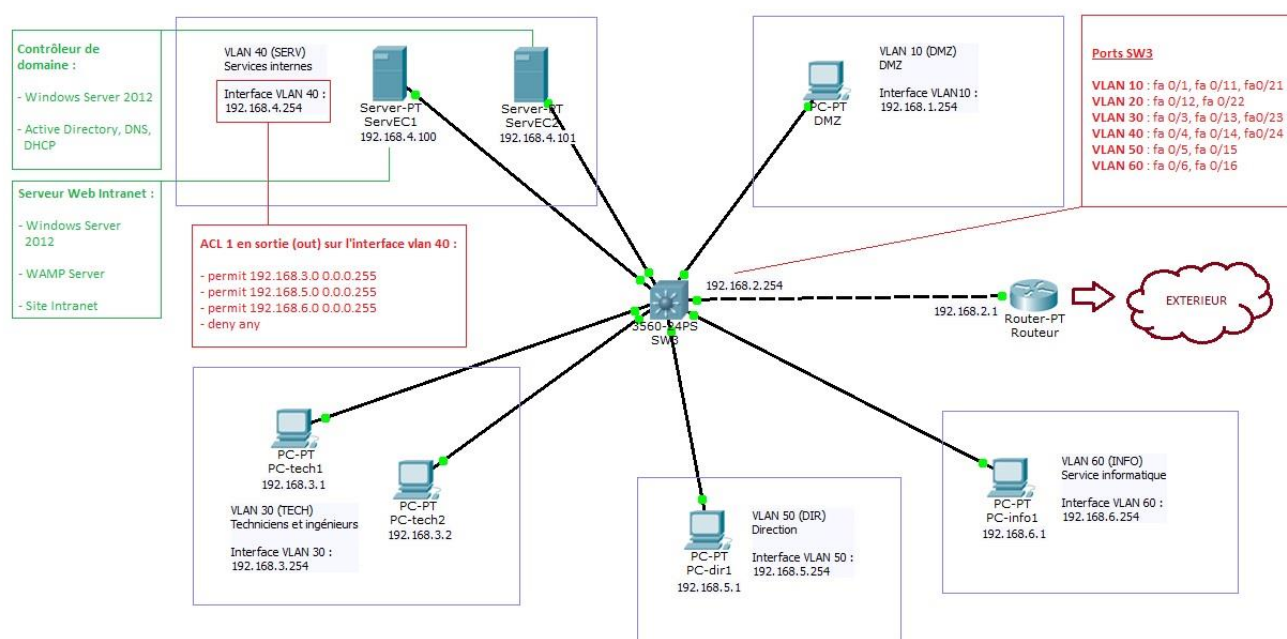 Contrôleur de
domaine :
- Windows Server 2012
- Active Directory, DNS,
DHCP
Serveur Web Intranet :
- Windows Server
2012
- WAMP Server
- Site Intranet
VLAN 40 (SERV)
Services internes
Interface VLAN 40 :
192.168.4.254
Server-PT
ServEC1
192.168.4.100
Server-PT
ServEC2
192.168.4.101
ACL 1 en sortie (out) sur l'interface vlan 40 :
- permit 192.168.3.0 0.0.0.255
- permit 192.168.5.0 0.0.0.255
- permit 192.168.6.0 0.0.0.255
- deny any
PC-PT
DMZ
VLAN 10 (DMZ)
DMZ
Interface VLAN10 :
192.168.1.254
Ports SW3
VLAN 10 : fa 0/1, fa 0/11, fa0/21
VLAN 20 : fa 0/12, fa 0/22
VLAN 30 : fa 0/3, fa 0/13, fa0/23
VLAN 40 : fa 0/4, fa 0/14, fa0/24
VLAN 50 : fa 0/5, fa 0/15
VLAN 60 : fa 0/6, fa 0/16
192.168.2.254
3560-24PS
SW3
192.168.2.1
Router-PT
Routeur
EXTERIEUR
PC-PT
PC-tech1
192.168.3.1
PC-PT
PC-tech2
192.168.3.2
VLAN 30 (TECH)
Techniciens et ingénieurs
Interface VLAN 30 :
192.168.3.254
PC-PT
PC-dir1
192.168.5.1
VLAN 50 (DIR)
Direction
Interface VLAN 50 :
192.168.5.254
PC-PT
PC-info1
192.168.6.1
VLAN 60 (INFO)
Service informatique
Interface VLAN 60 :
192.168.6.254